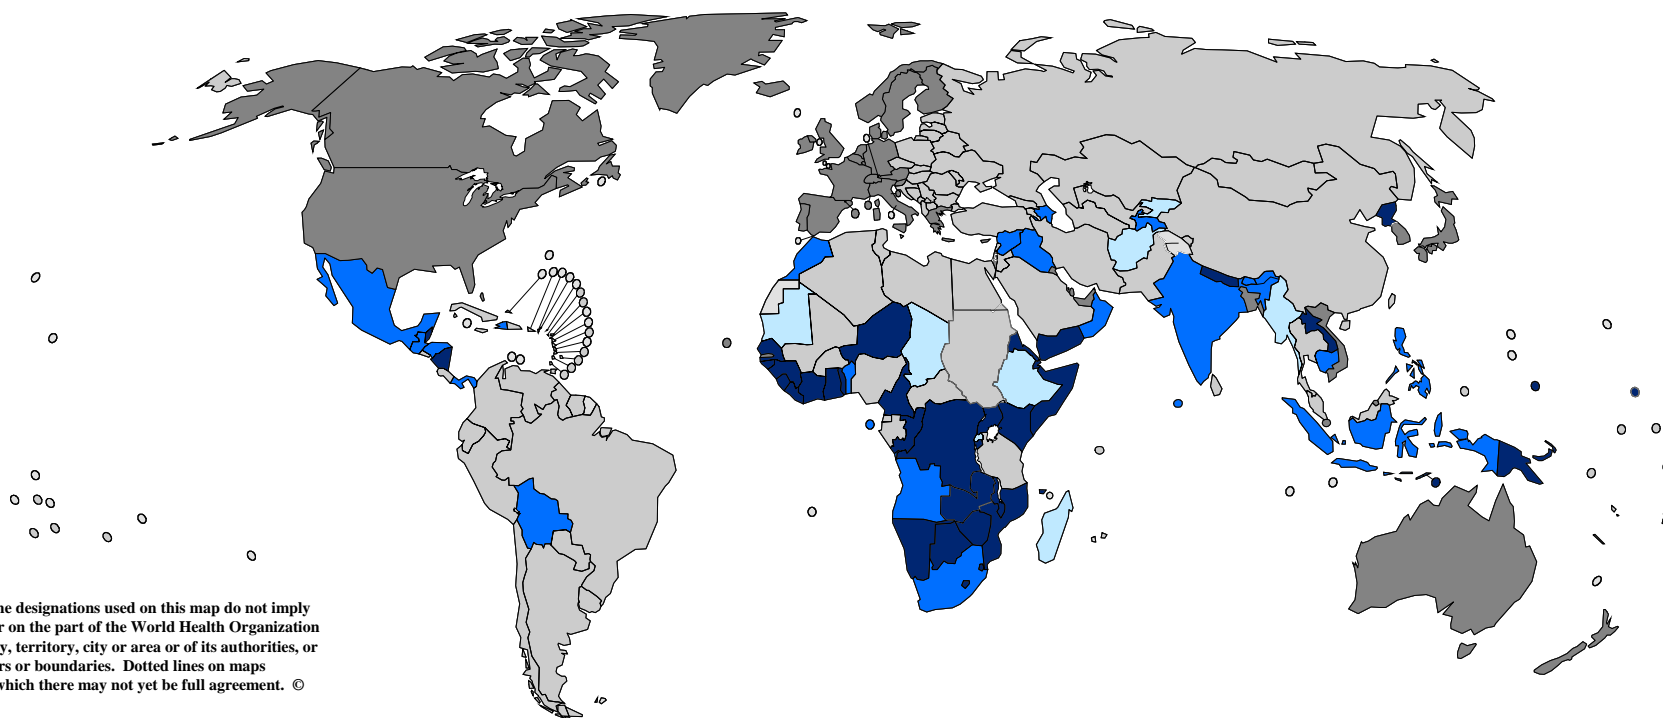 ne designations used on this map do not imply
r on the part of the World Health Organization
y, territory, city or area or of its authorities, or
rs or boundaries.  Dotted lines on maps
which there may not yet be full agreement.  ©